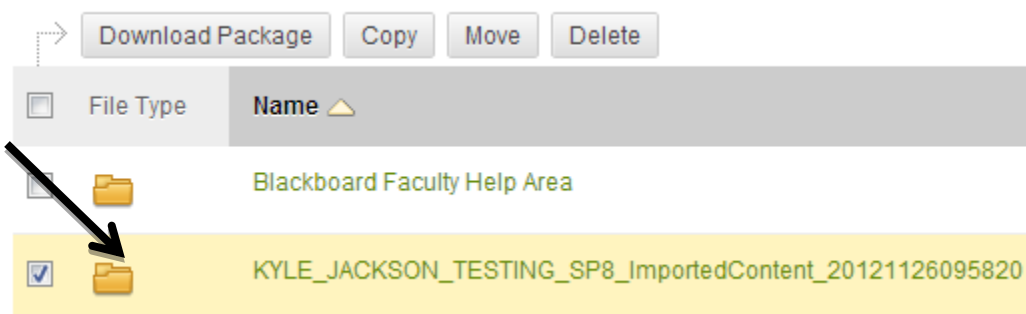 Download Package Copy Move Delete
File Type Name
Blackboard Faculty Help Area
KYLE_JACKSON_TESTING_SP8_ImportedContent_20121126095820